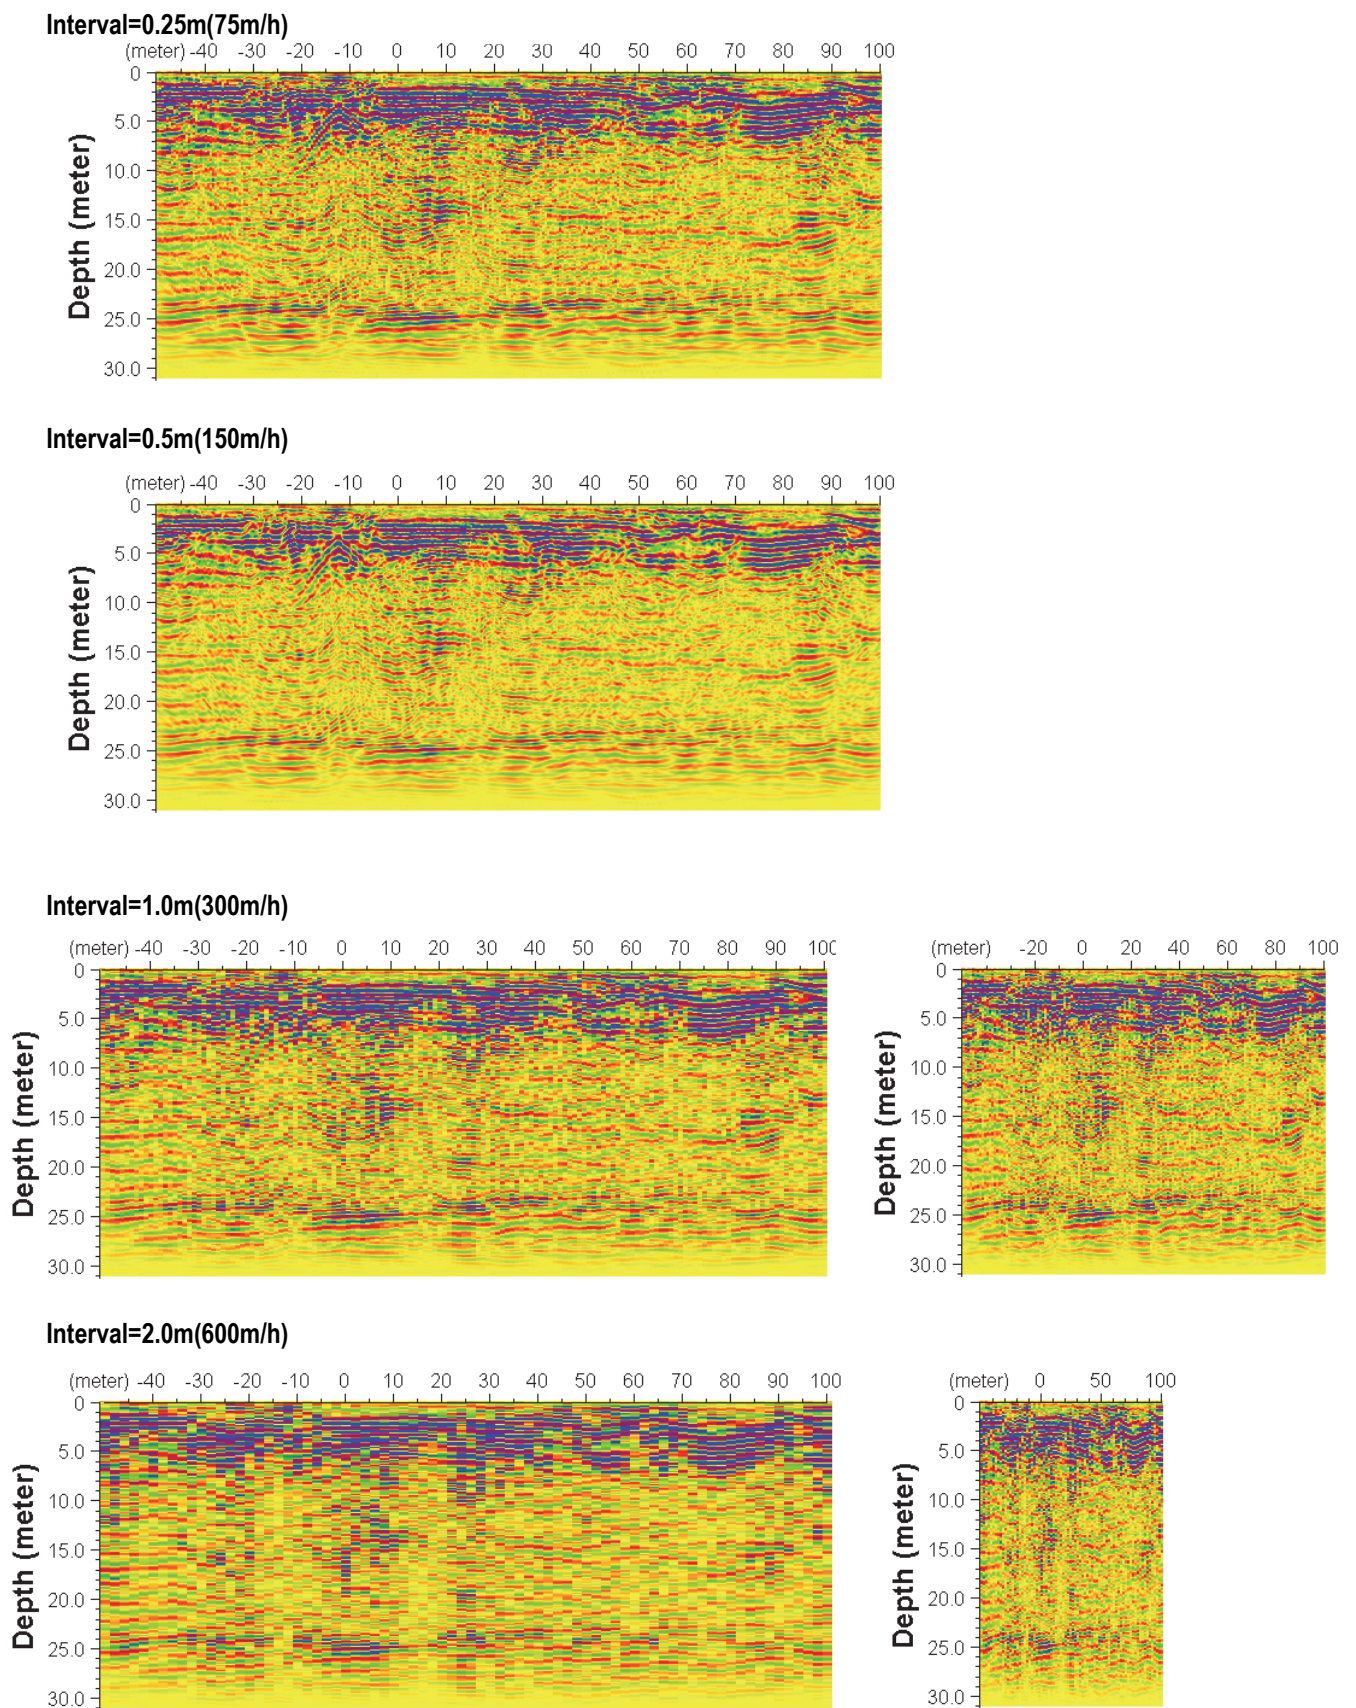 Interval=0.25m(75m/h)
(meter) -40 -30 -20 -10 0 10 20 30 40 50 60 70 80 90 100
0
5.0
10.0
15.0
20.0
25.0
30.0
Depth (meter)
Interval=0.5m(150m/h)
(meter) -40 -30 -20 -10 0 10 20 30 40 50 60 70 80 90 100
0
5.0
10.0
15.0
20.0
25.0
30.0
Depth (meter)
Interval=1.0m(300m/h)
(meter) -40 -30 -20 -10 0 10 20 30 40 50 60 70 80 90 100
0
5.0
10.0
15.0
20.0
25.0
30.0
Depth (meter)
(meter) -20 0 20 40 60 80 100
0
5.0
10.0
15.0
20.0
25.0
30.0
Depth (meter)
Interval=2.0m(600m/h)
(meter) -40 -30 -20 -10 0 10 20 30 40 50 60 70 80 90 100
0
5.0
10.0
15.0
20.0
25.0
30.0
Depth (meter)
(meter) 0 50 100
0
5.0
10.0
15.0
20.0
25.0
30.0
Depth (meter)